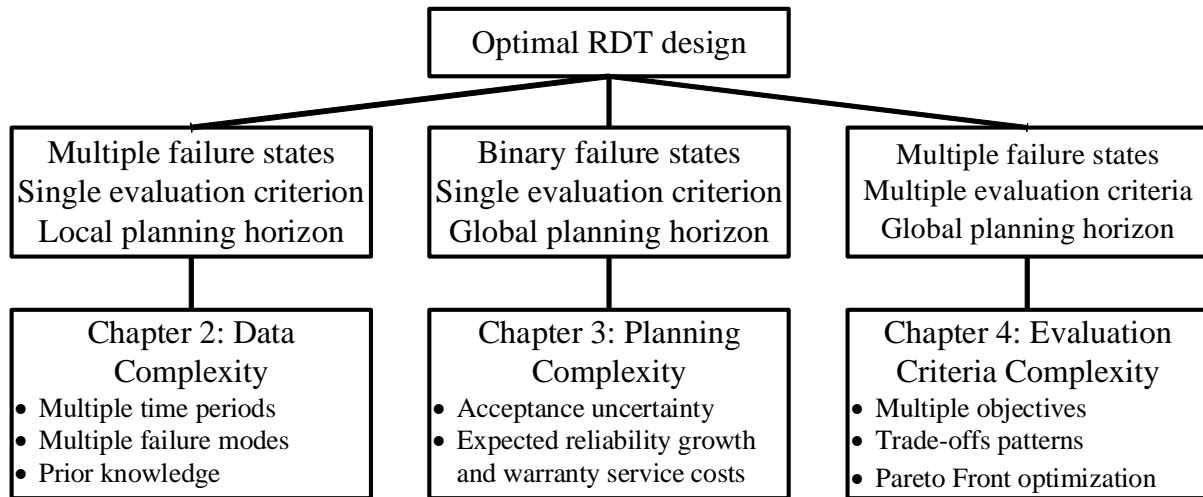 Optimal RDT design
Multiple failure states
Single evaluation criterion
Local planning horizon
Binary failure states
Single evaluation criterion
Global planning horizon
Multiple failure states
Multiple evaluation criteria
Global planning horizon
Chapter 2: Data
Complexity
• Multiple time periods
• Multiple failure modes
• Prior knowledge
Chapter 3: Planning
Complexity
• Acceptance uncertainty
• Expected reliability growth
and warranty service costs
Chapter 4: Evaluation
Criteria Complexity
• Multiple objectives
• Trade-offs patterns
• Pareto Front optimization